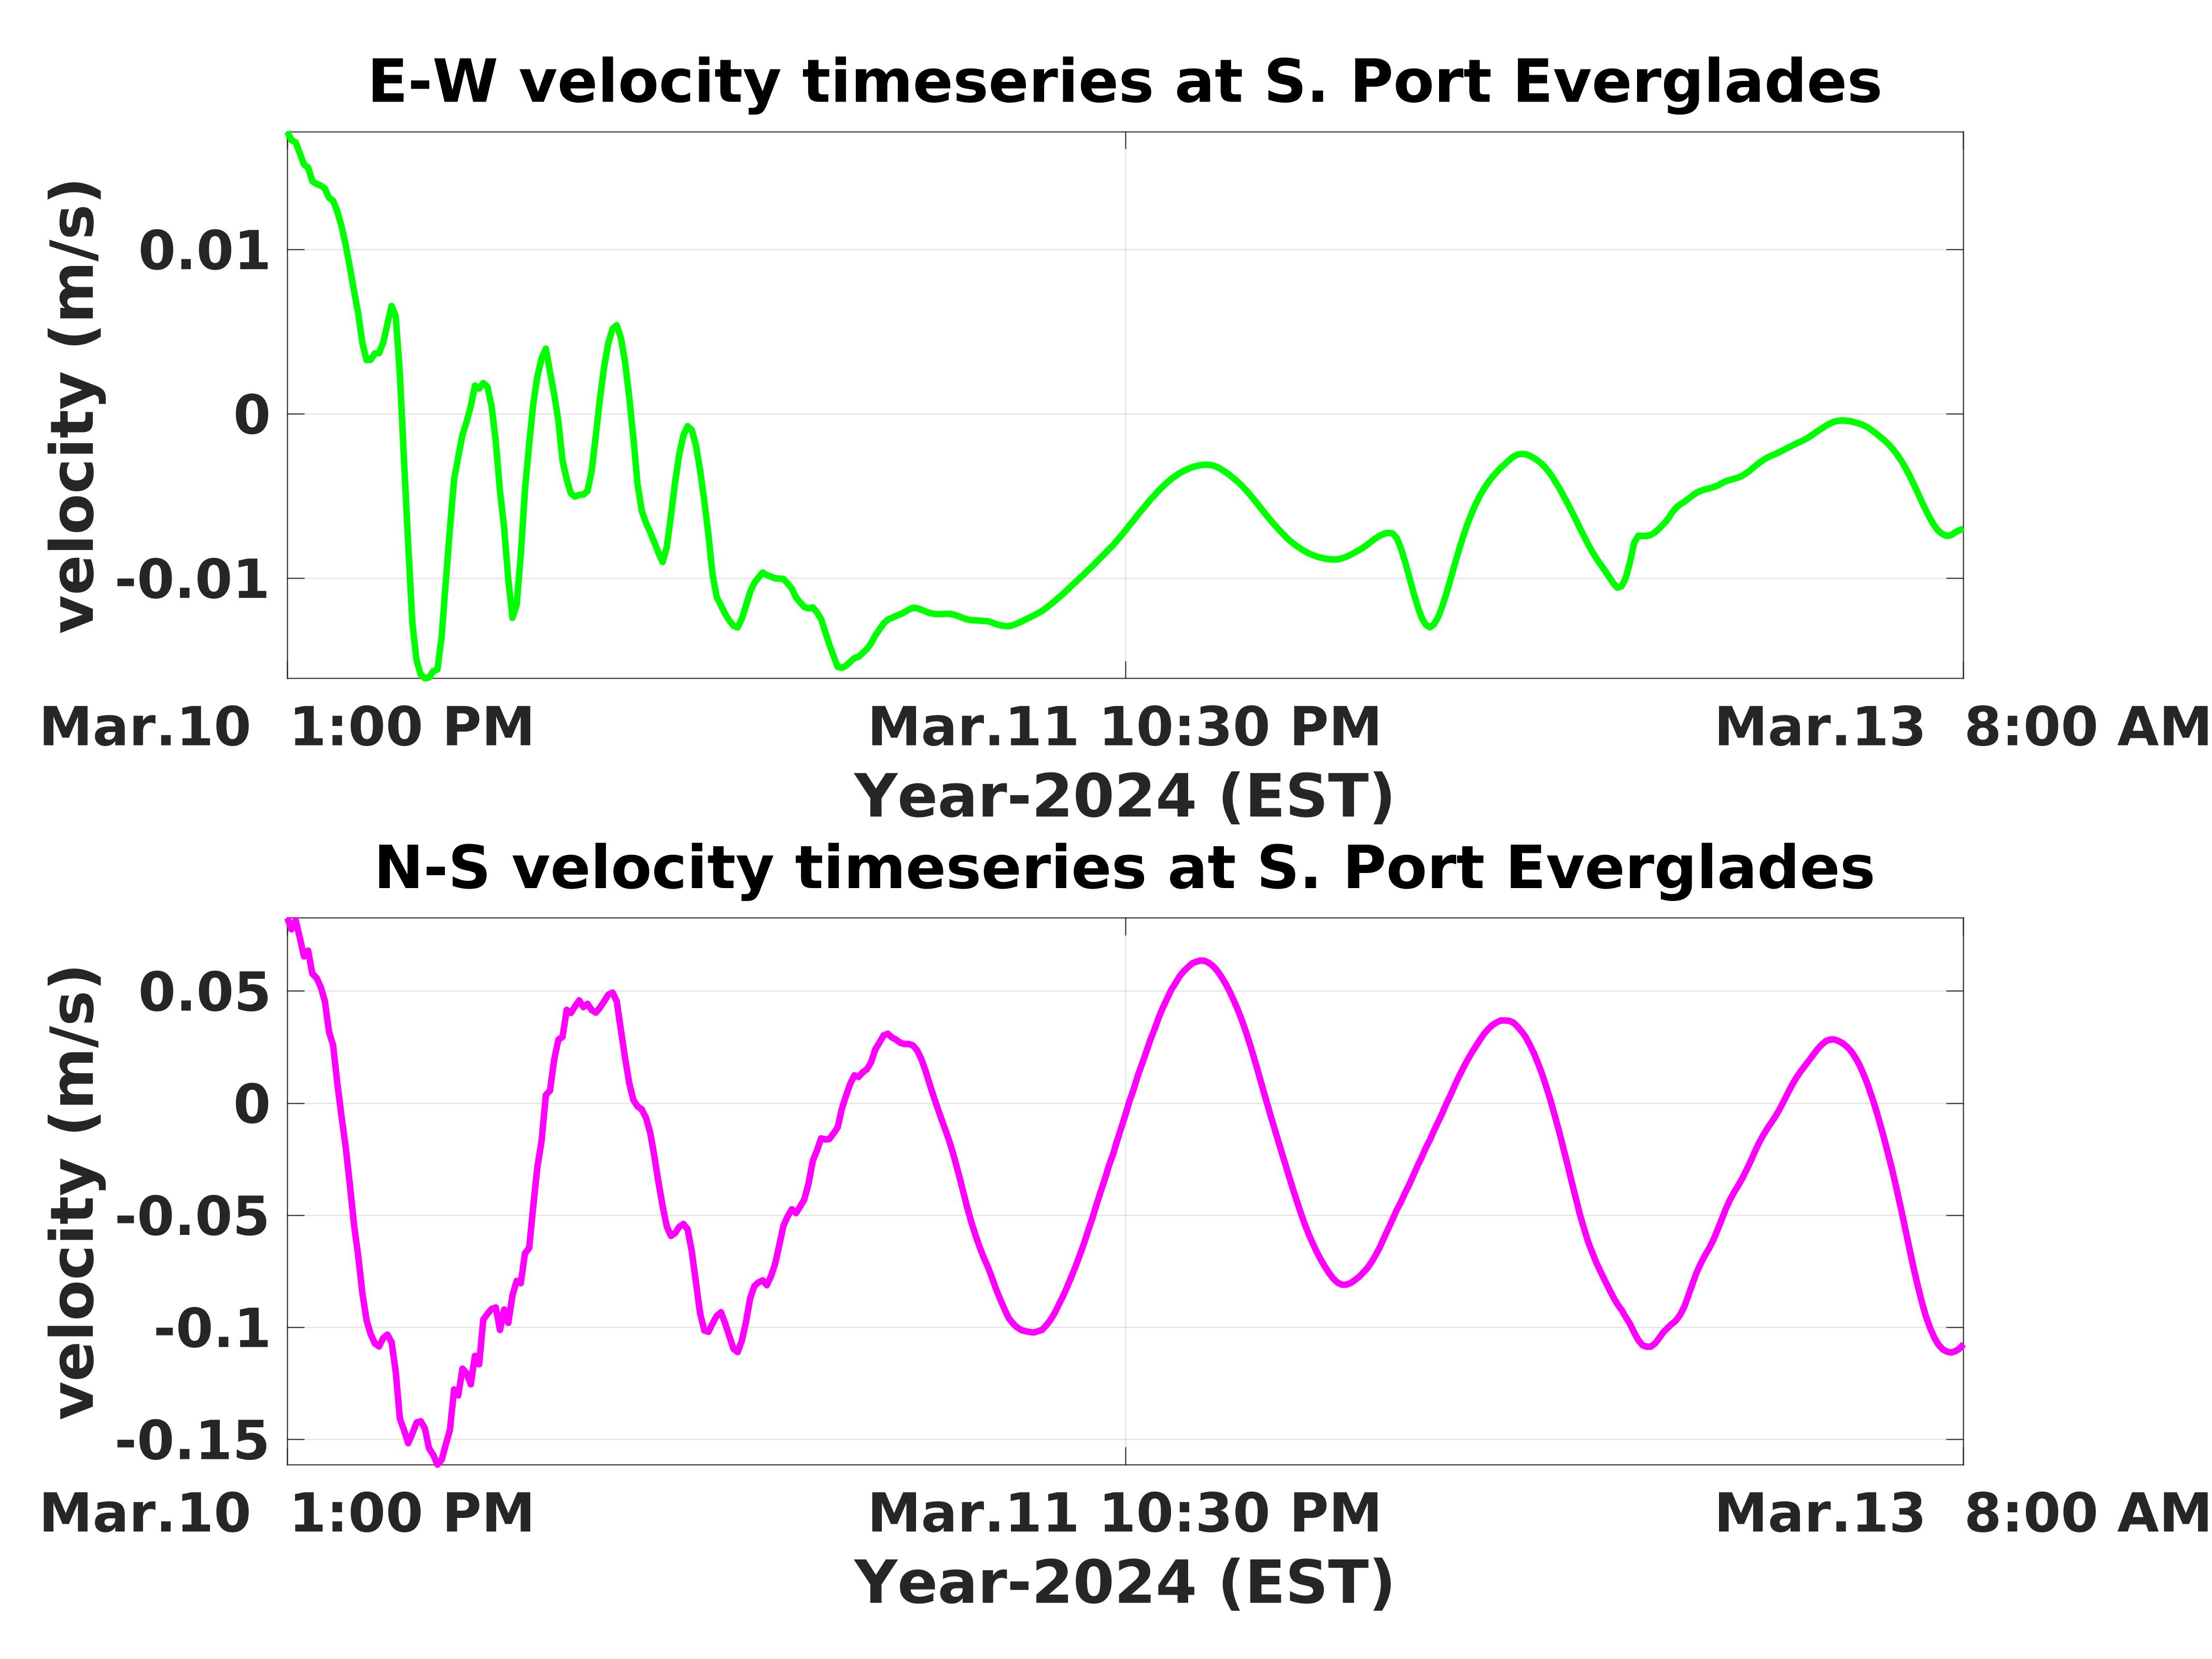 E-W velocity timeseries at S. Port Everglades
velocity (m/s)
0.01
0
-0.01
Mar.10  1:00 PM
Mar.11 10:30 PM
Mar.13  8:00 AM
Year-2024 (EST)
N-S velocity timeseries at S. Port Everglades
velocity (m/s)
0.05
0
-0.05
-0.1
-0.15
Mar.10  1:00 PM
Mar.11 10:30 PM
Mar.13  8:00 AM
Year-2024 (EST)